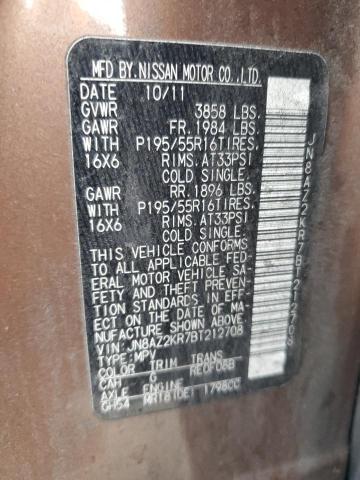 MFD BY NISSAN MOTOR CO.,LTD.
DATE 10/11
GVWR 3858 LBS.
GAWR FR. 1984 LBS.
WITH P195/55R16TIRES.
16X6 RIMS. AT33PSI
COLD SINGLE.
GAWR RR. 1896 LBS.
WITH P195/55R16TIRES.
16X6 RIMS. AT33PSI
COLD SINGLE.
THIS VEHICLE CONFORMS
TO ALL APPLICABLE FED-
ERAL MOTOR VEHICLE SA-
FETY AND THEFT PREVEN-
TION STANDARDS IN EFF-
ECT ON THE DATE OF MA-
NUFACTURE SHOWN ABOVE.
VIN JN8AZ2KR7BT212708
TYPE:MPV
COLOR TRIM TRANS
CAH G RE0F08B
AXLE ENGINE
GH54 MR18(DE) 1798CC
JN8AZ2KR7BT212708